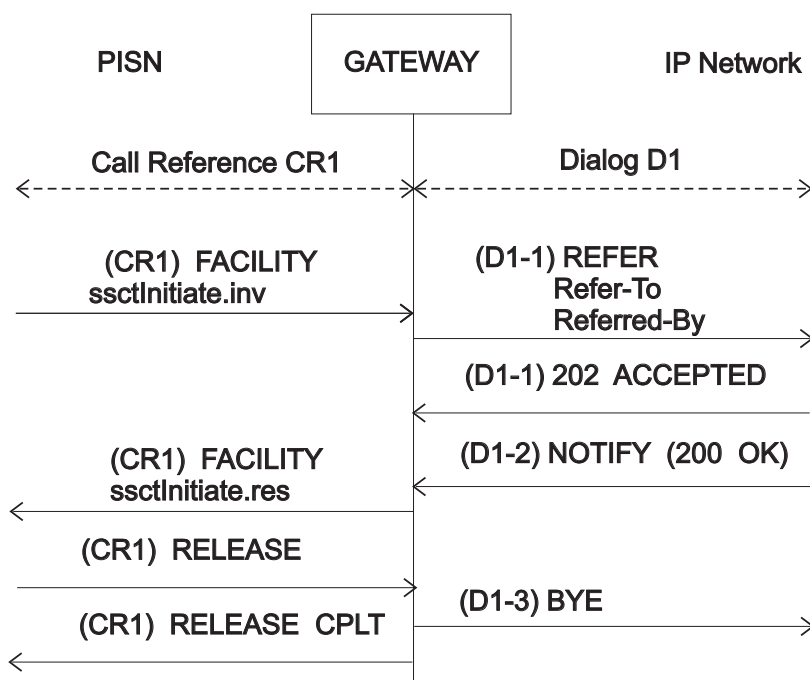 PISN
GATEWAY
IP Network
Call Reference CR1
Dialog D1
(CR1) FACILITY
ssctInitiate.inv
(D1-1) REFER
Refer-To
Referred-By
(D1-1) 202 ACCEPTED
(D1-2) NOTIFY (200 OK)
(CR1) FACILITY
ssctInitiate.res
(CR1) RELEASE
(D1-3) BYE
(CR1) RELEASE CPLT